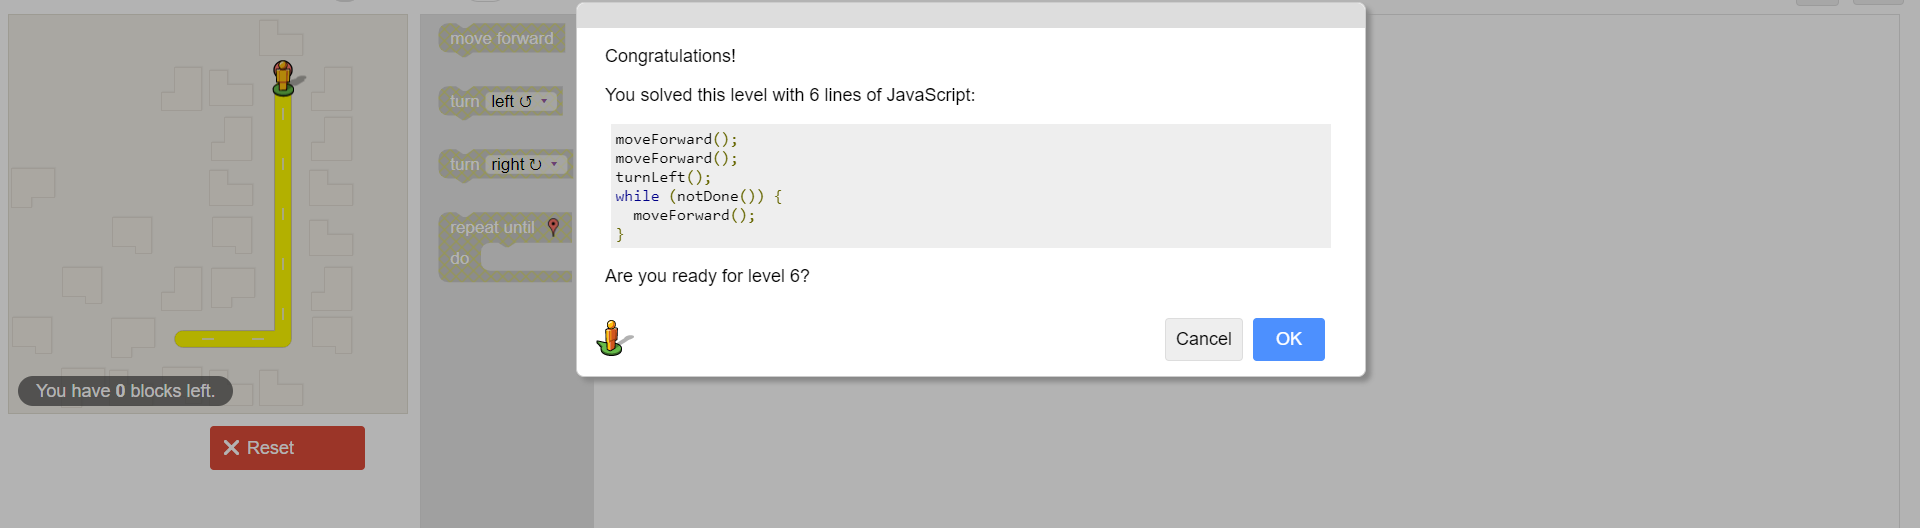 move forward
turn left ↺
turn right ↻
repeat until
do
You have 0 blocks left.
Reset
Congratulations!
You solved this level with 6 lines of JavaScript:
moveForward();
moveForward();
turnLeft();
while (notDone()) {
  moveForward();
}
Are you ready for level 6?
Cancel
OK